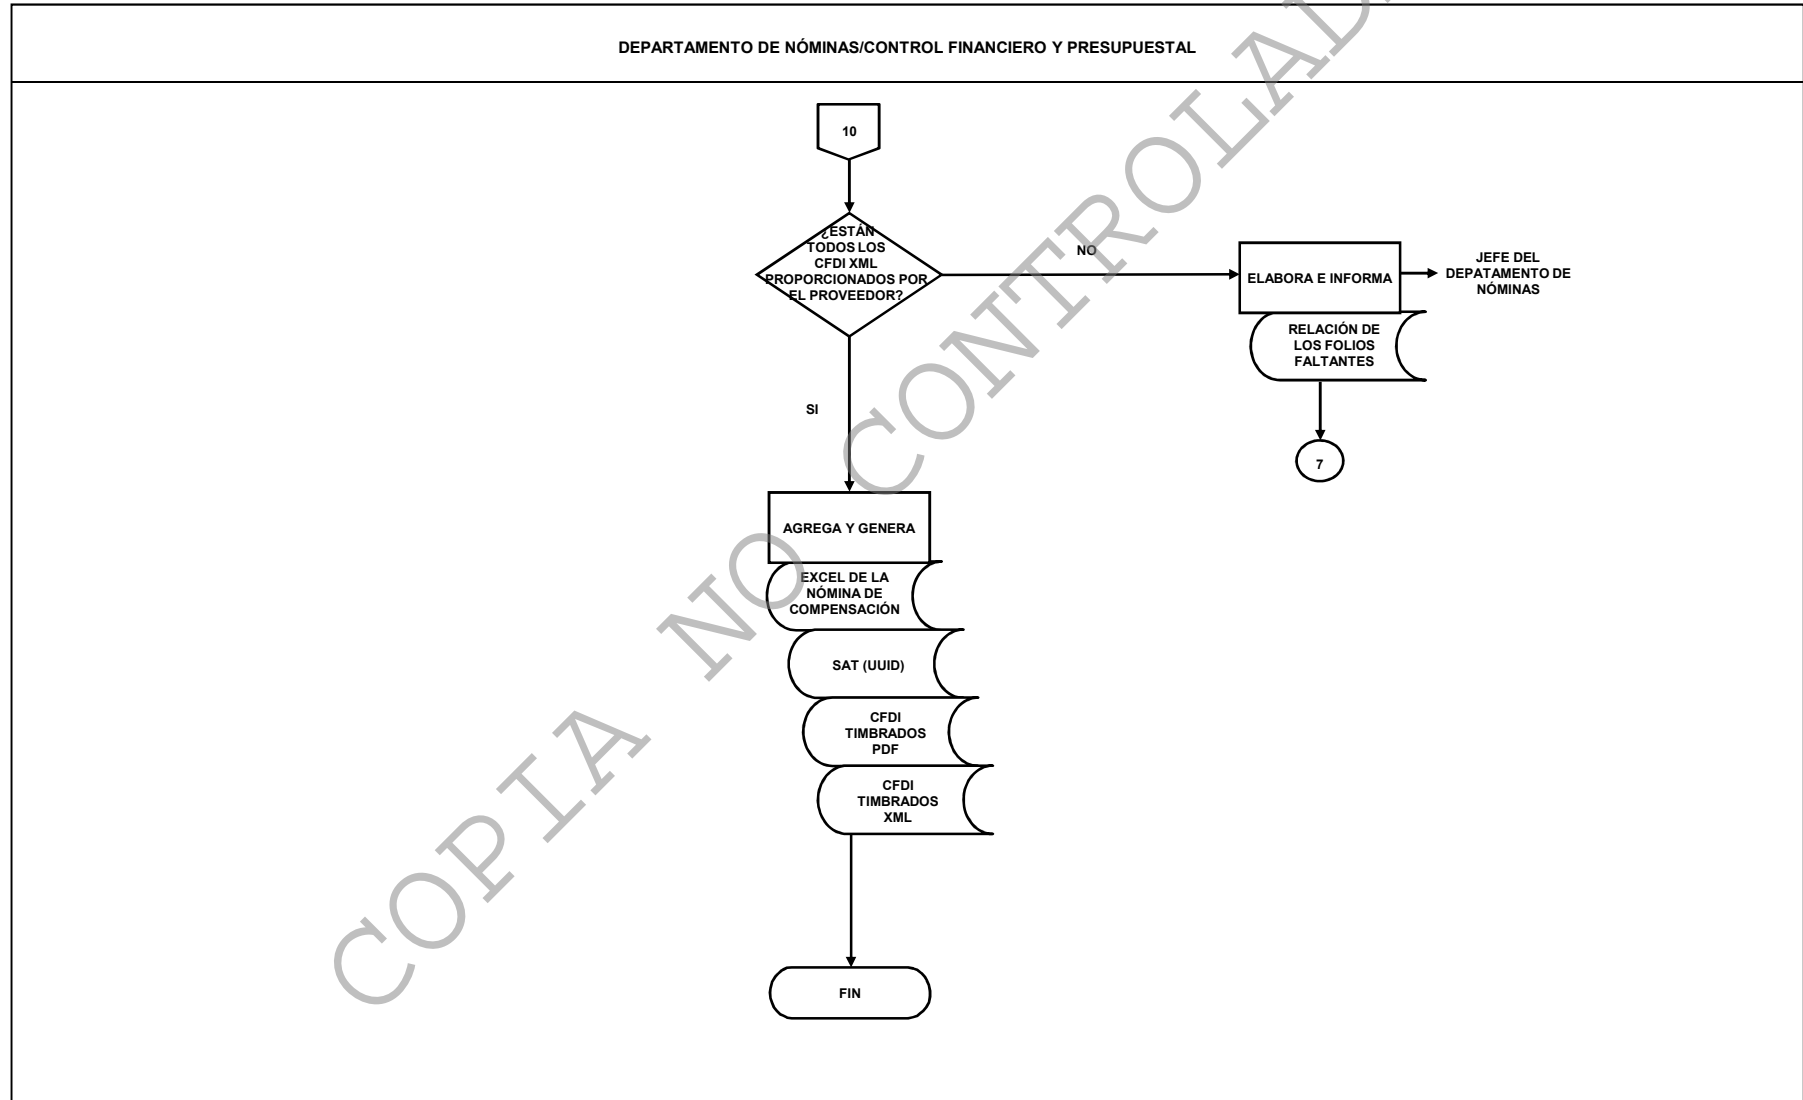 DEPARTAMENTO DE NÓMINAS/CONTROL FINANCIERO Y PRESUPUESTAL
10
¿ESTÁN
TODOS LOS
CFDI XML
PROPORCIONADOS POR
EL PROVEEDOR?
NO
ELABORA E INFORMA
JEFE DEL
DEPATAMENTO DE
NÓMINAS
RELACIÓN DE
LOS FOLIOS
FALTANTES
7
SI
AGREGA Y GENERA
EXCEL DE LA
NÓMINA DE
COMPENSACIÓN
SAT (UUID)
CFDI
TIMBRADOS
PDF
CFDI
TIMBRADOS
XML
FIN
COPIA NO CONTROLAD